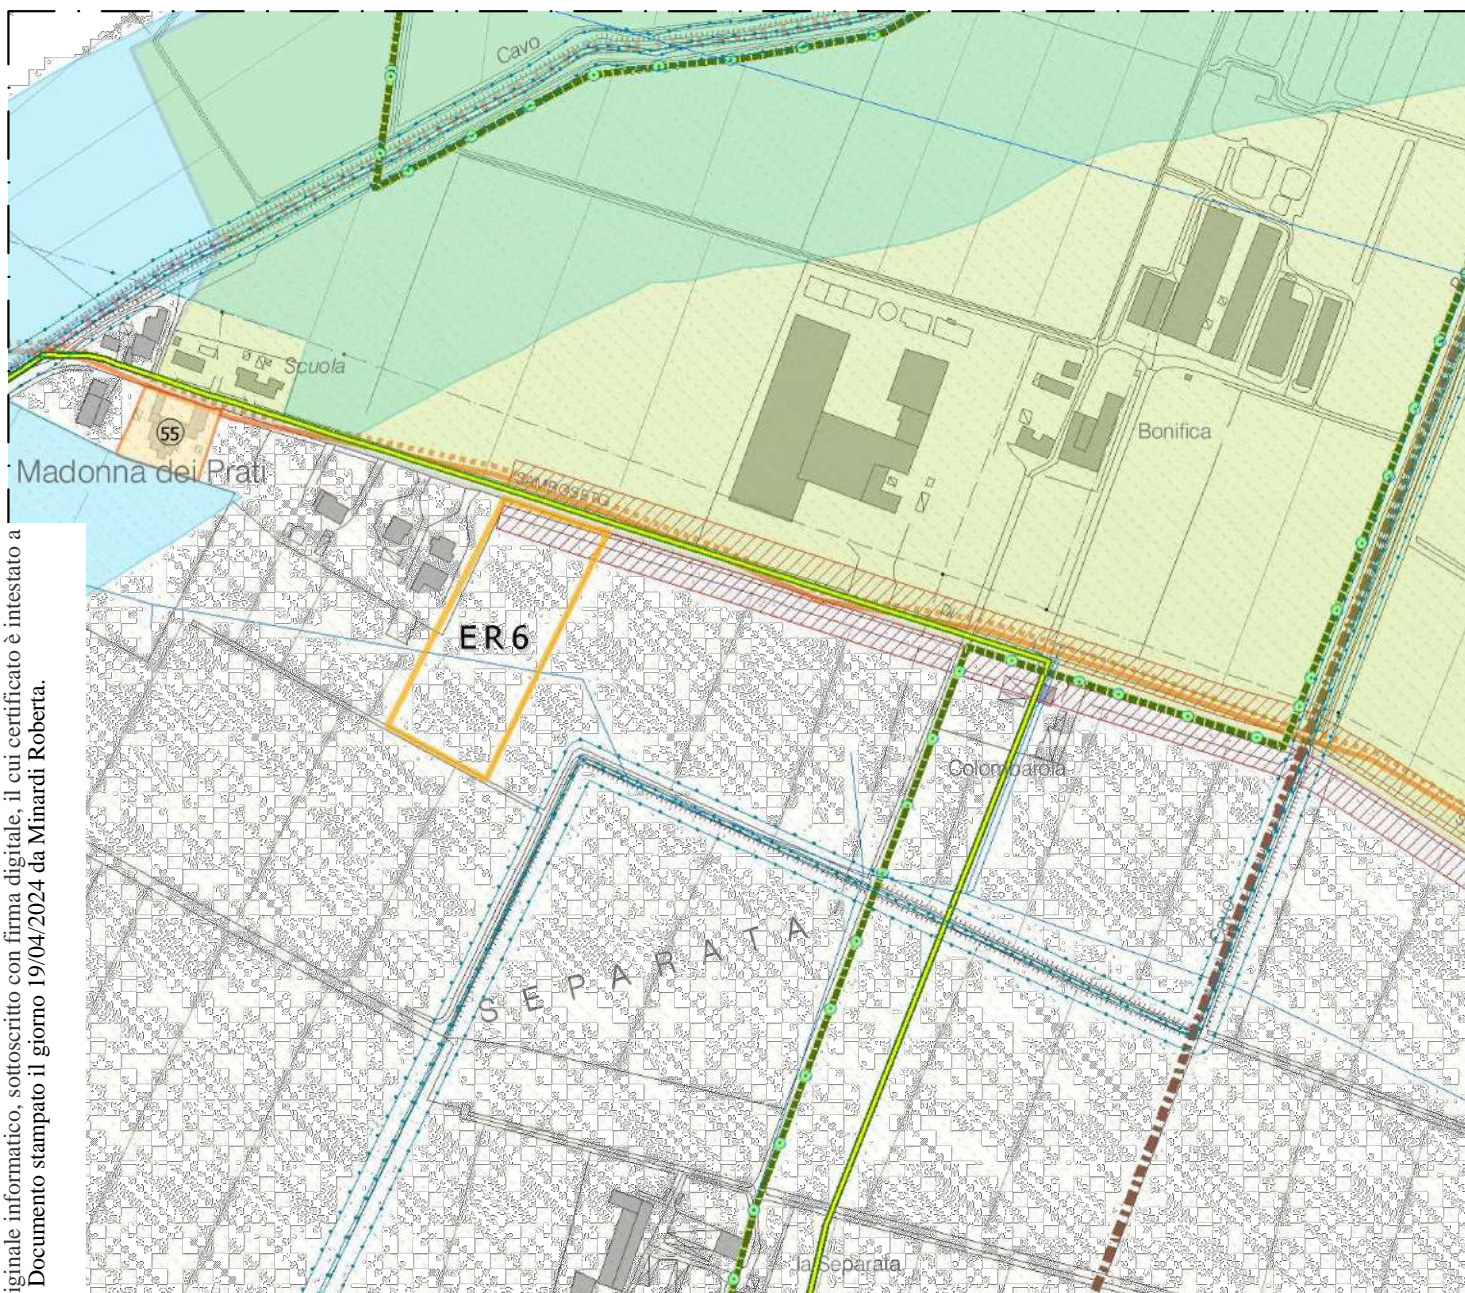 Cavo
Scuola
55
Madonna dei Prati
Bonifica
ER6
Colombarola
SEPARATA
la Separata
iginale informatico, sottoscritto con firma digitale, il cui certificato è intestato a
Documento stampato il giorno 19/04/2024 da Minardi Roberta.